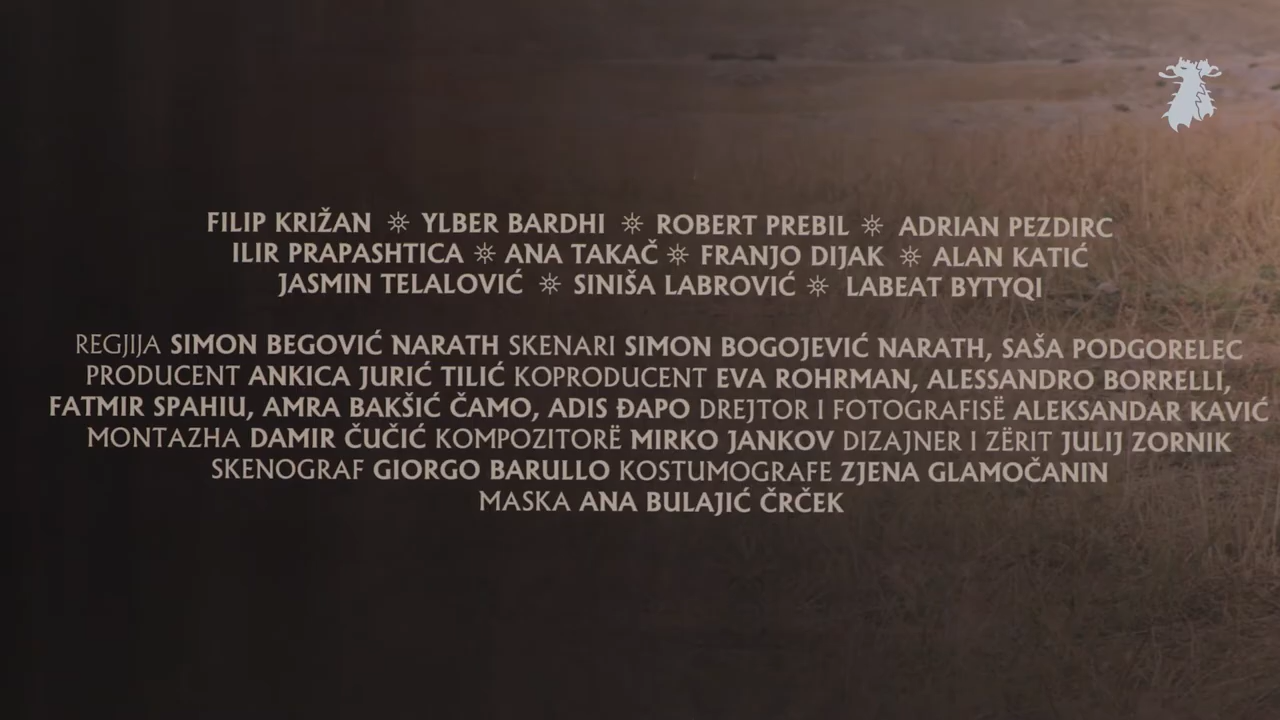 FILIP KRIŽAN ☼ YLBER BARDHI ☼ ROBERT PREBIL ☼ ADRIAN PEZDIRC
ILIR PRAPASHTICA ☼ ANA TAKAČ ☼ FRANJO DIJAK ☼ ALAN KATIĆ
JASMIN TELALOVIĆ ☼ SINIŠA LABROVIĆ ☼ LABEAT BYTYQI
REGJIJA SIMON BEGOVIĆ NARATH SKENARI SIMON BOGOJEVIĆ NARATH, SAŠA PODGORELEC
PRODUCENT ANKICA JURIĆ TILIĆ KOPRODUCENT EVA ROHRMAN, ALESSANDRO BORRELLI,
FATMIR SPAHIU, AMRA BAKŠIĆ ČAMO, ADIS ĐAPO DREJTOR I FOTOGRAFISË ALEKSANDAR KAVIĆ
MONTAZHA DAMIR ČUČIĆ KOMPOZITORË MIRKO JANKOV DIZAJNER I ZËRIT JULIJ ZORNIK
SKENOGRAF GIORGO BARULLO KOSTUMOGRAFE ZJENA GLAMOČANIN
MASKA ANA BULAJIĆ ČRČEK